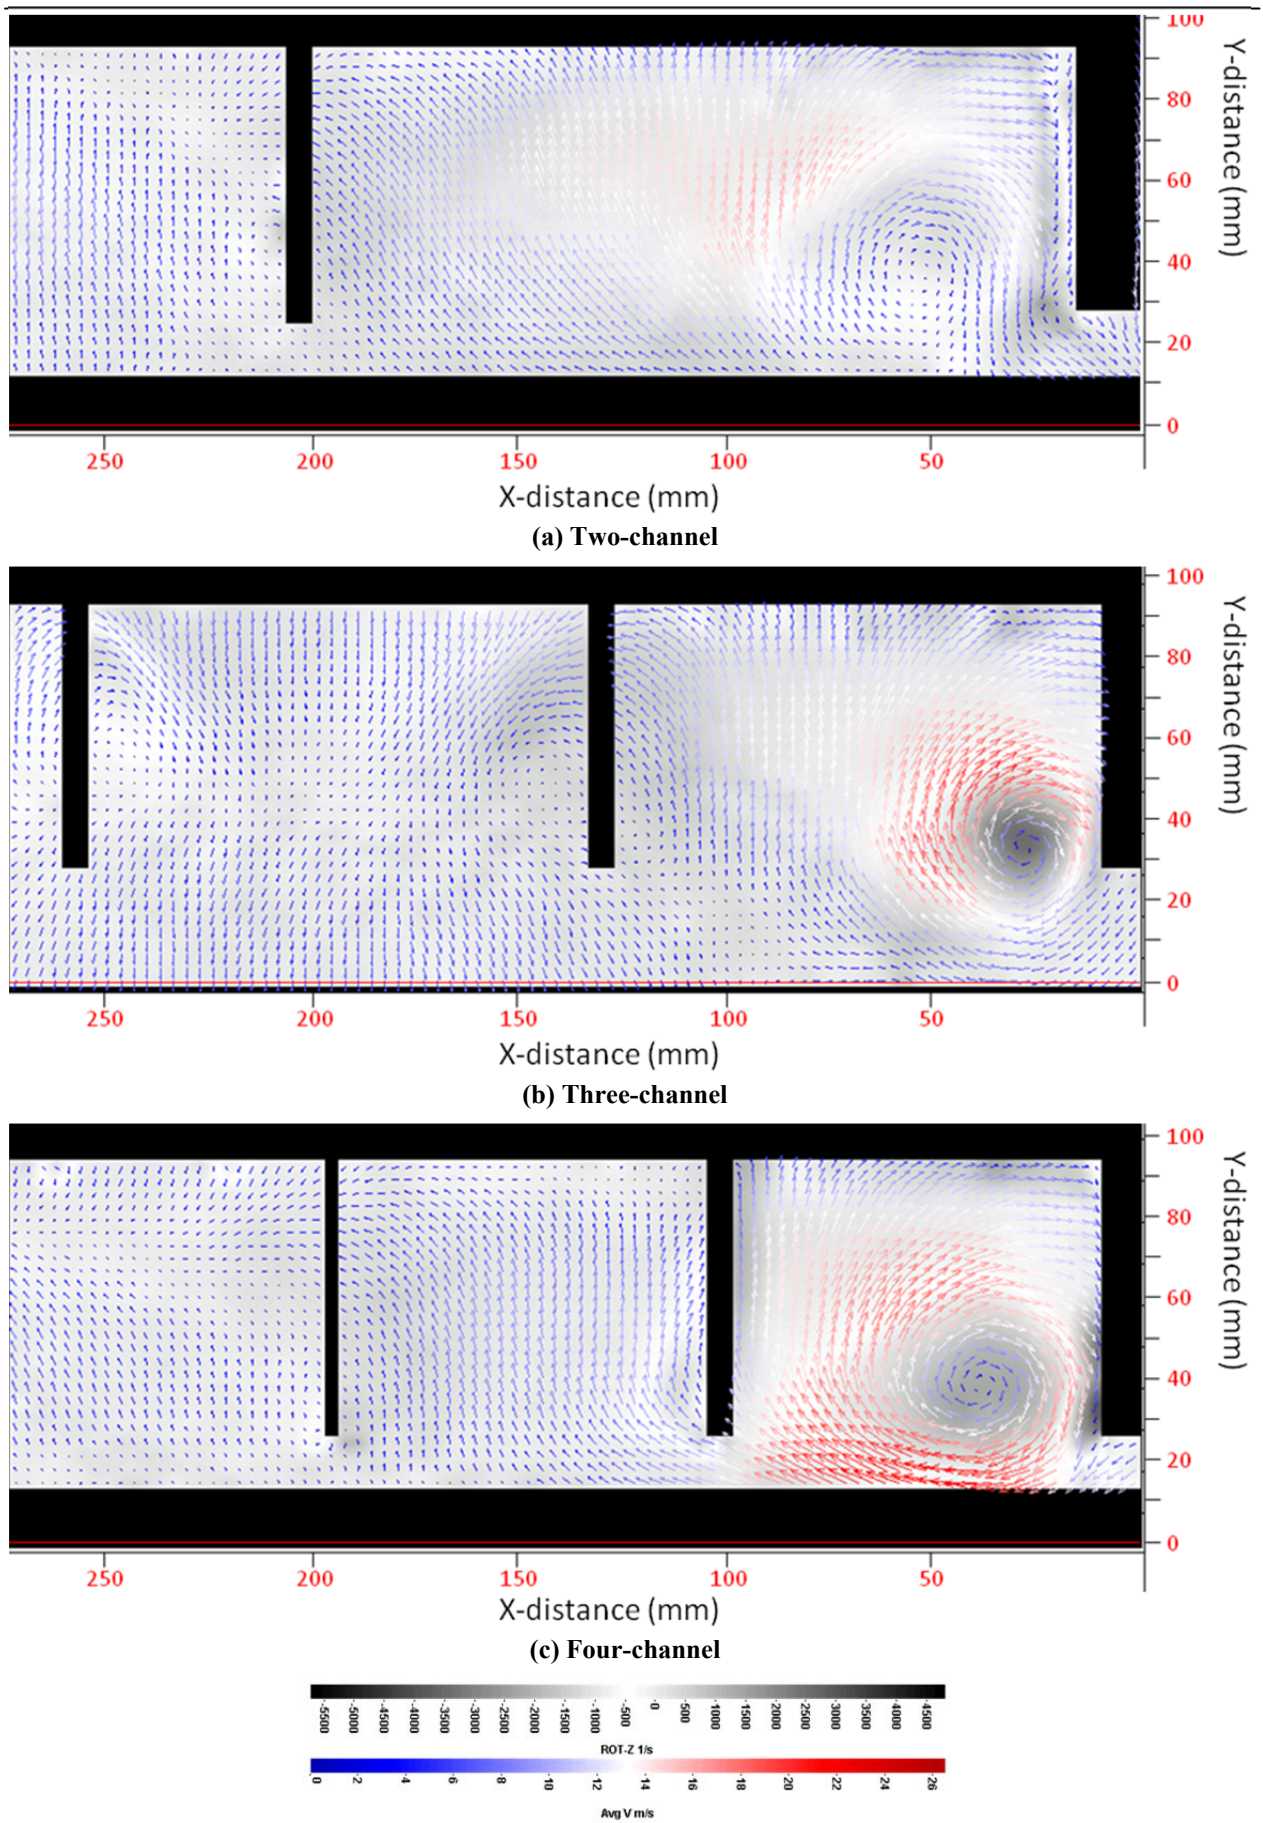 100
80
60
40
20
0
Y-distance (mm)
250 200 150 100 50
X-distance (mm)
(a) Two-channel
100
80
60
40
20
0
Y-distance (mm)
250 200 150 100 50
X-distance (mm)
(b) Three-channel
100
80
60
40
20
0
Y-distance (mm)
250 200 150 100 50
X-distance (mm)
(c) Four-channel
-5500 -5000 -4500 -4000 -3500 -3000 -2500 -2000 -1500 -1000 -500 0 500 1000 1500 2000 2500 3000 3500 4000 4500
ROT-Z 1/s
0 2 4 6 8 10 12 14 16 18 20 22 24 26
Avg V m/s